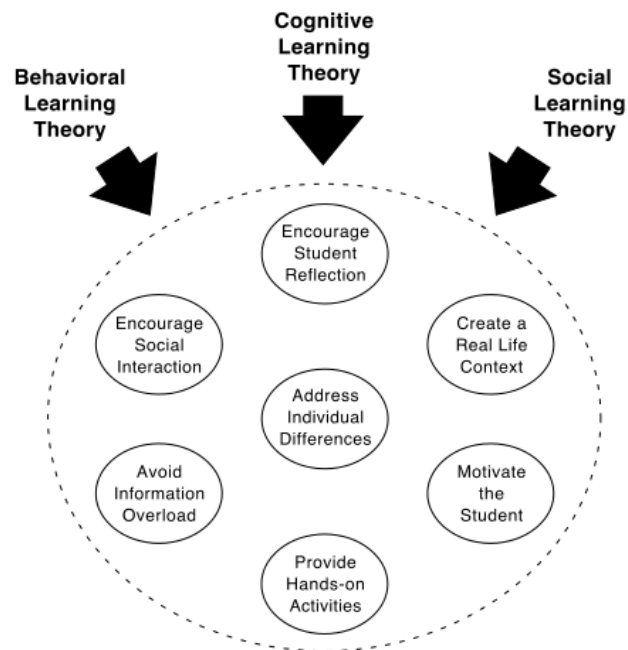 Cognitive
Learning
Theory
Behavioral
Learning
Theory
Social
Learning
Theory
Encourage
Student
Reflection
Encourage
Social
Interaction
Create a
Real Life
Context
Address
Individual
Differences
Avoid
Information
Overload
Motivate
the
Student
Provide
Hands-on
Activities